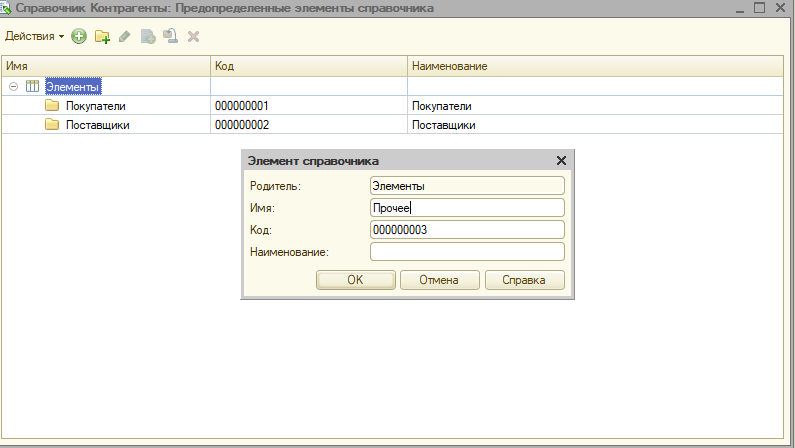 Справочник Контрагенты: Предопределенные элементы справочника
Действия
Имя Код Наименование
Элементы
Покупатели 000000001 Покупатели
Поставщики 000000002 Поставщики
Элемент справочника
Родитель: Элементы
Имя: Прочее
Код: 000000003
Наименование:
OK Отмена Справка